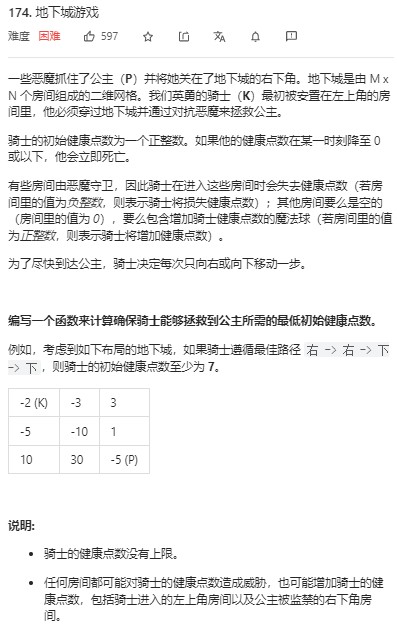 174. 地下城游戏
难度 困难 597
一些恶魔抓住了公主（P）并将她关在了地下城的右下角。地下城是由 M x
N 个房间组成的二维网格。我们英勇的骑士（K）最初被安置在左上角的房
间里，他必须穿过地下城并通过对抗恶魔来拯救公主。
骑士的初始健康点数为一个正整数。如果他的健康点数在某一时刻降至 0
或以下，他会立即死亡。
有些房间由恶魔守卫，因此骑士在进入这些房间时会失去健康点数（若房
间里的值为负整数，则表示骑士将损失健康点数）；其他房间要么是空的
（房间里的值为 0），要么包含增加骑士健康点数的魔法球（若房间里的值
为正整数，则表示骑士将增加健康点数）。
为了尽快到达公主，骑士决定每次只向右或向下移动一步。
编写一个函数来计算确保骑士能够拯救到公主所需的最低初始健康点数。
例如，考虑到如下布局的地下城，如果骑士遵循最佳路径 右 -> 右 -> 下
-> 下，则骑士的初始健康点数至少为 7。
-2 (K) -3 3
-5 -10 1
10 30 -5 (P)
说明:
• 骑士的健康点数没有上限。
• 任何房间都可能对骑士的健康点数造成威胁，也可能增加骑士的健
康点数，包括骑士进入的左上角房间以及公主被监禁的右下角房
间。